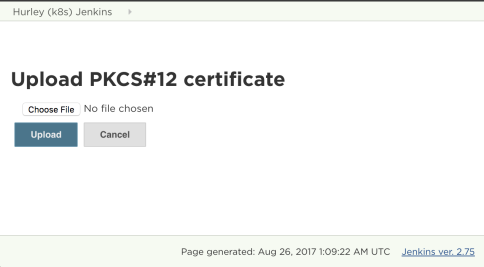 Hurley (k8s) Jenkins
Upload PKCS#12 certificate
Choose File No file chosen
Upload Cancel
Page generated: Aug 26, 2017 1:09:22 AM UTC Jenkins ver. 2.75